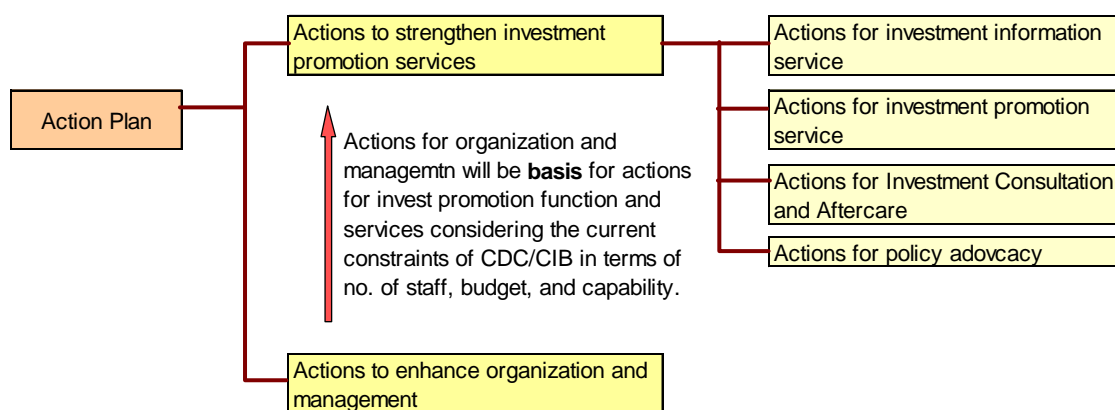 Action Plan
Actions to strengthen investment
promotion services
Actions for organization and
managemtn will be basis for actions
for invest promotion function and
services considering the current
constraints of CDC/CIB in terms of
no. of staff, budget, and capability.
Actions to enhance organization and
management
Actions for investment information
service
Actions for investment promotion
service
Actions for Investment Consultation
and Aftercare
Actions for policy adovcacy